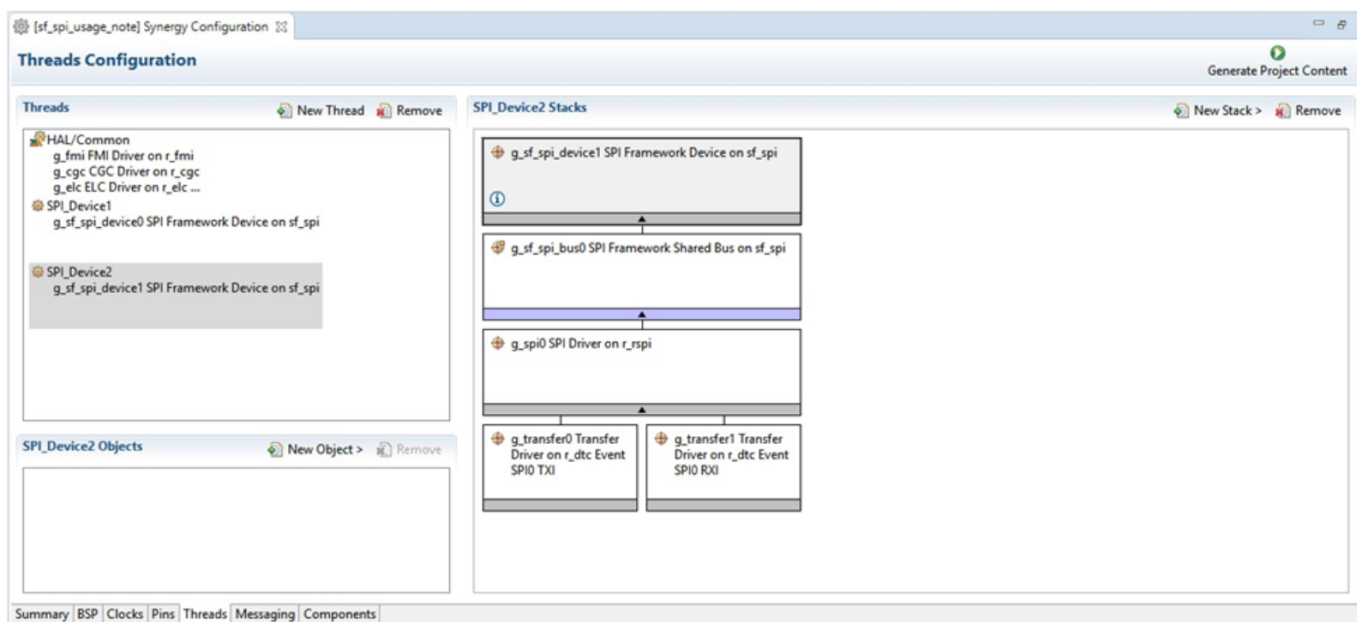 [sf_spi_usage_note] Synergy Configuration
Threads Configuration
Generate Project Content
Threads
New Thread
Remove
HAL/Common
g_fmi FMI Driver on r_fmi
g_cgc CGC Driver on r_cgc
g_elc ELC Driver on r_elc ...
SPI_Device1
g_sf_spi_device0 SPI Framework Device on sf_spi
SPI_Device2
g_sf_spi_device1 SPI Framework Device on sf_spi
SPI_Device2 Objects
New Object >
Remove
SPI_Device2 Stacks
New Stack >
Remove
g_sf_spi_device1 SPI Framework Device on sf_spi
g_sf_spi_bus0 SPI Framework Shared Bus on sf_spi
g_spi0 SPI Driver on r_rspi
g_transfer0 Transfer
Driver on r_dtc Event
SPI0 TXI
g_transfer1 Transfer
Driver on r_dtc Event
SPI0 RXI
Summary BSP Clocks Pins Threads Messaging Components